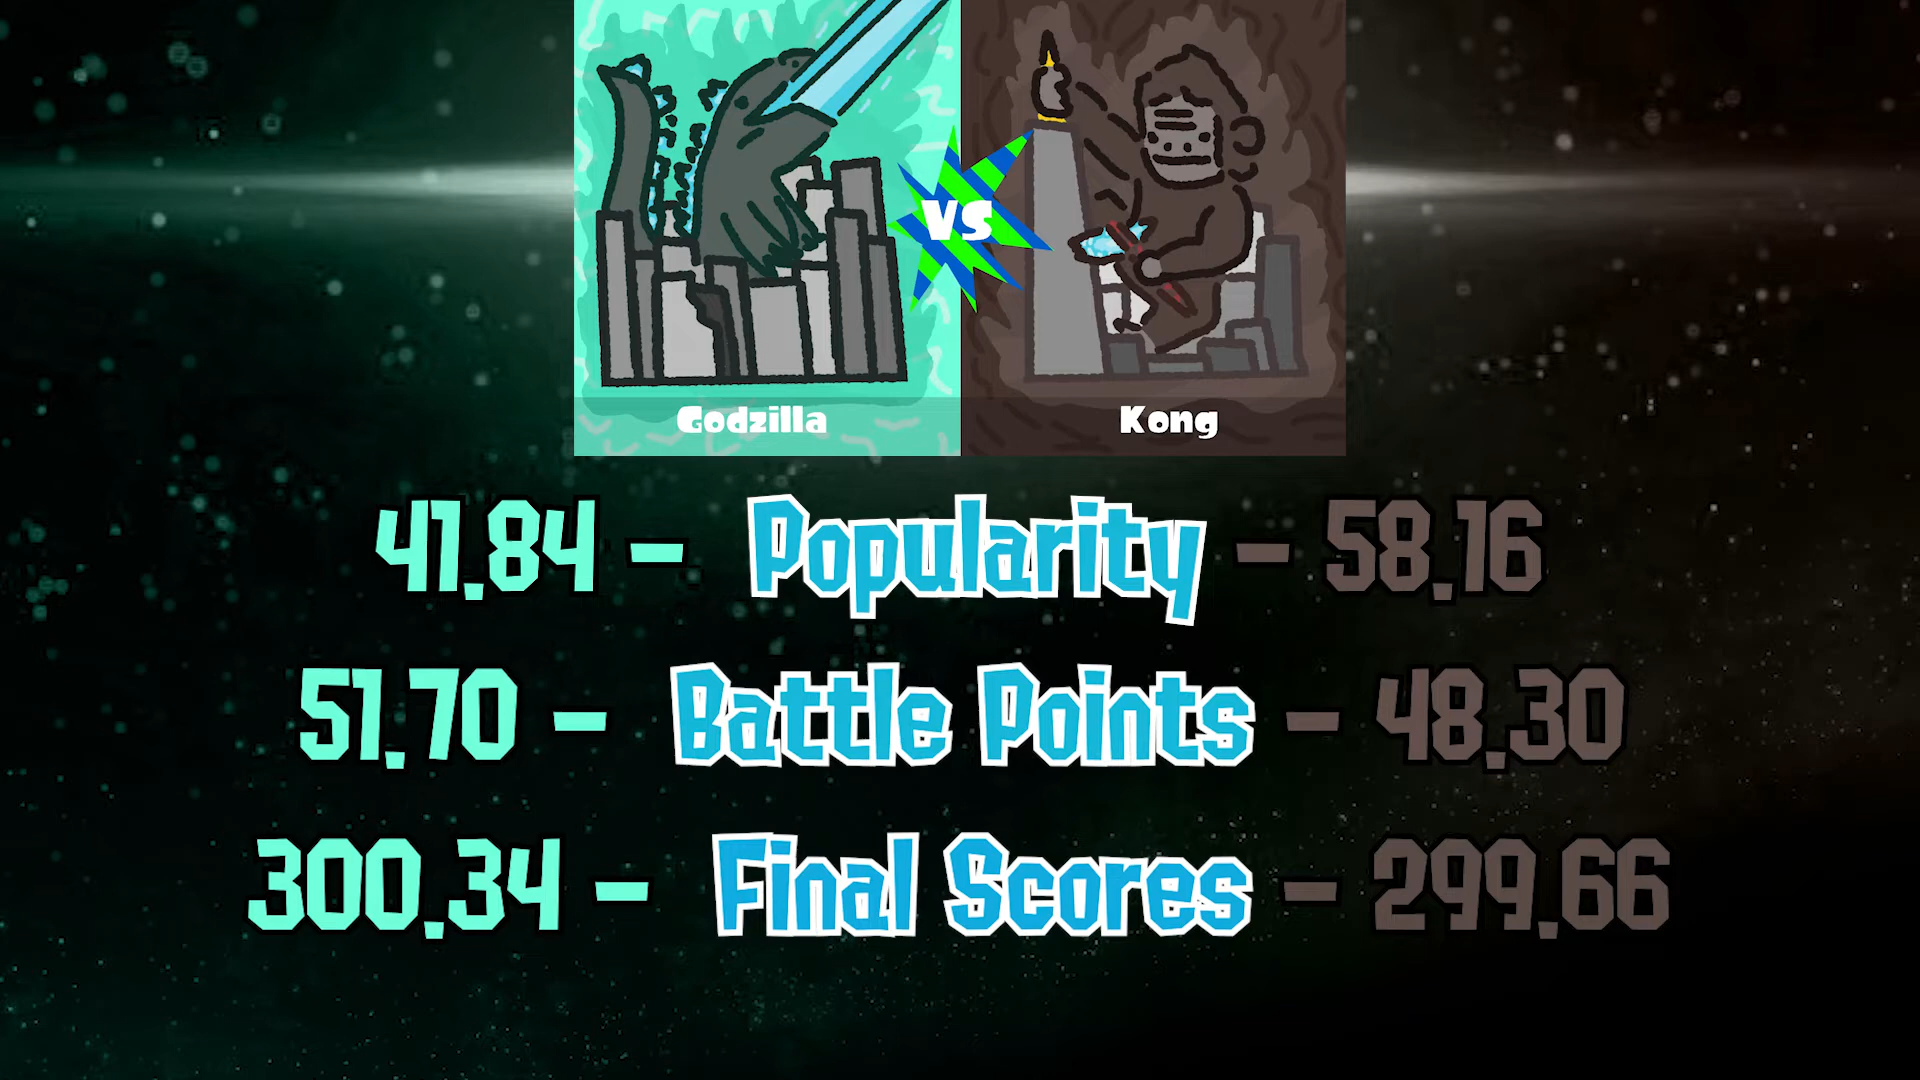 VS
Godzilla
Kong
41.84 - Popularity - 58.16
51.70 - Battle Points - 48.30
300.34 - Final Scores - 299.66